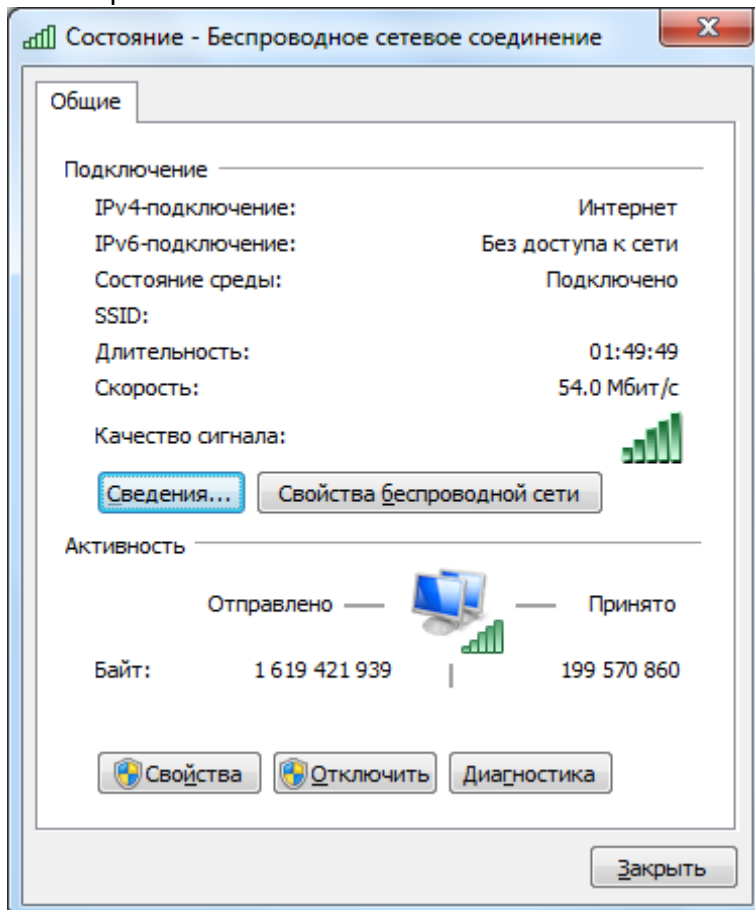 Состояние - Беспроводное сетевое соединение
Общие
Подключение
IPv4-подключение: Интернет
IPv6-подключение: Без доступа к сети
Состояние среды: Подключено
SSID:
Длительность: 01:49:49
Скорость: 54.0 Мбит/с
Качество сигнала:
Сведения... Свойства беспроводной сети
Активность
Отправлено — — Принято
Байт: 1 619 421 939 | 199 570 860
Свойства Отключить Диагностика
Закрыть